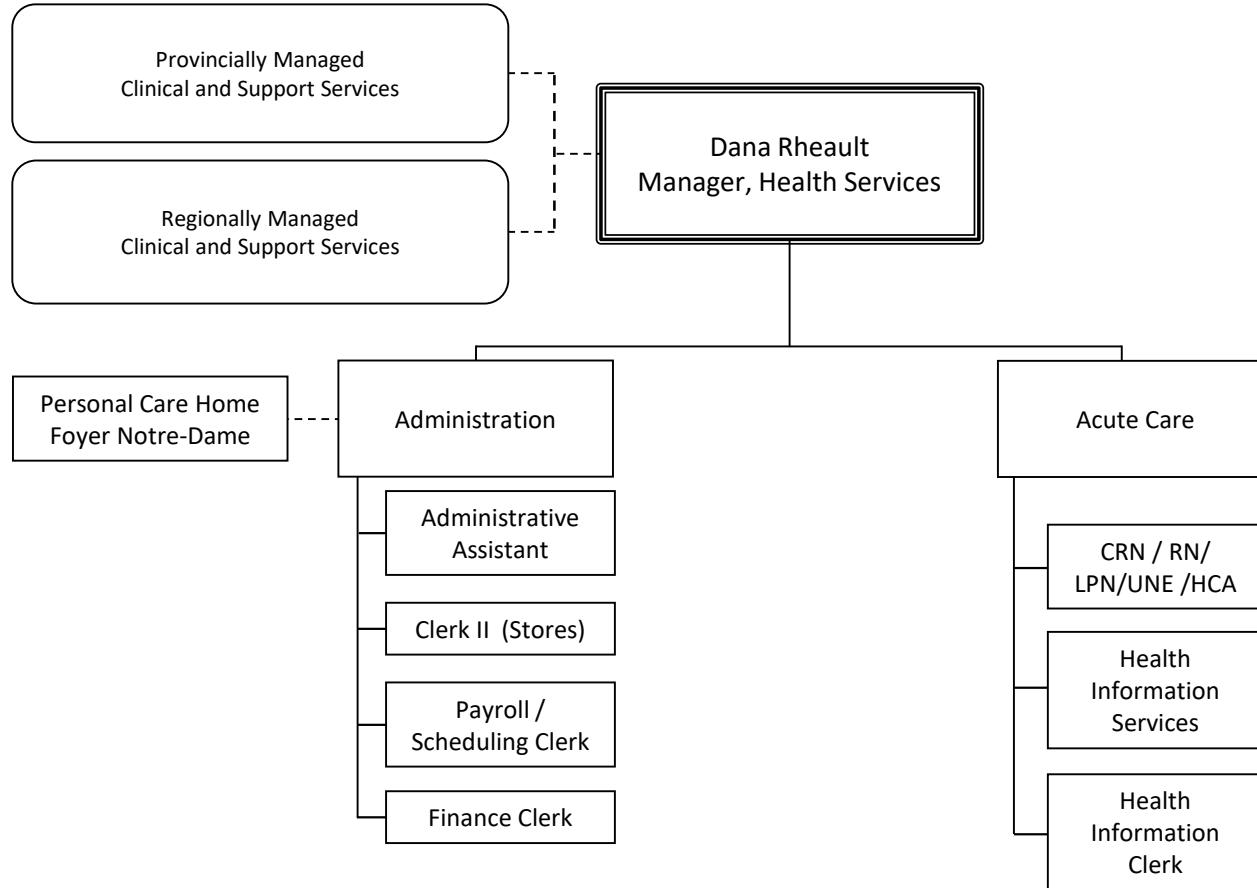 Provincially Managed
Clinical and Support Services
Dana Rheault
Manager, Health Services
Regionally Managed
Clinical and Support Services
Personal Care Home
Foyer Notre-Dame
Administration
Acute Care
Administrative
Assistant
Clerk II  (Stores)
Payroll /
Scheduling Clerk
Finance Clerk
CRN / RN/
LPN/UNE /HCA
Health
Information
Services
Health
Information
Clerk